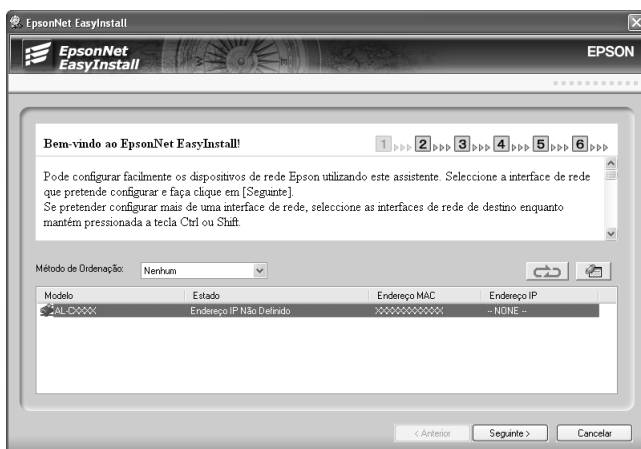 EpsonNet EasyInstall
EpsonNet
EasyInstall
EPSON
Bem-vindo ao EpsonNet EasyInstall!
1 2 3 4 5 6
Pode configurar facilmente os dispositivos de rede Epson utilizando este assistente. Seleccione a interface de rede
que pretende configurar e faça clique em [Seguinte].
Se pretender configurar mais de uma interface de rede, seleccione as interfaces de rede de destino enquanto
mantém pressionada a tecla Ctrl ou Shift.
Método de Ordenação: Nenhum
Modelo Estado Endereço MAC Endereço IP
AL-CXXXX Endereço IP Não Definido XXXXXXXXXXXX -- NONE --
< Anterior Seguinte > Cancelar